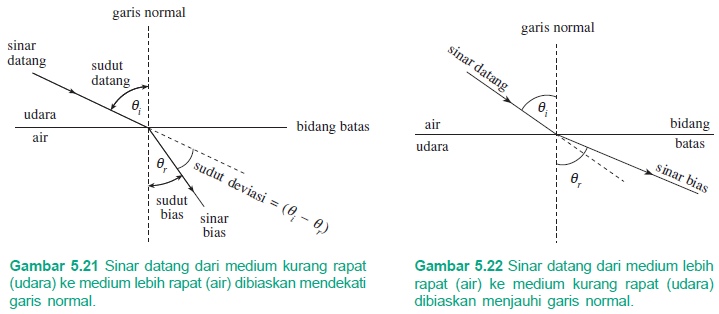 garis normal
sinar
datang
sudut
datang
θi
udara
air
bidang batas
θr
sudut deviasi = (θi – θr)
sudut
bias
sinar
bias
Gambar 5.21 Sinar datang dari medium kurang rapat
(udara) ke medium lebih rapat (air) dibiaskan mendekati
garis normal.
garis normal
sinar datang
θi
air
udara
bidang
batas
θr
sinar bias
Gambar 5.22 Sinar datang dari medium lebih
rapat (air) ke medium kurang rapat (udara)
dibiaskan menjauhi garis normal.